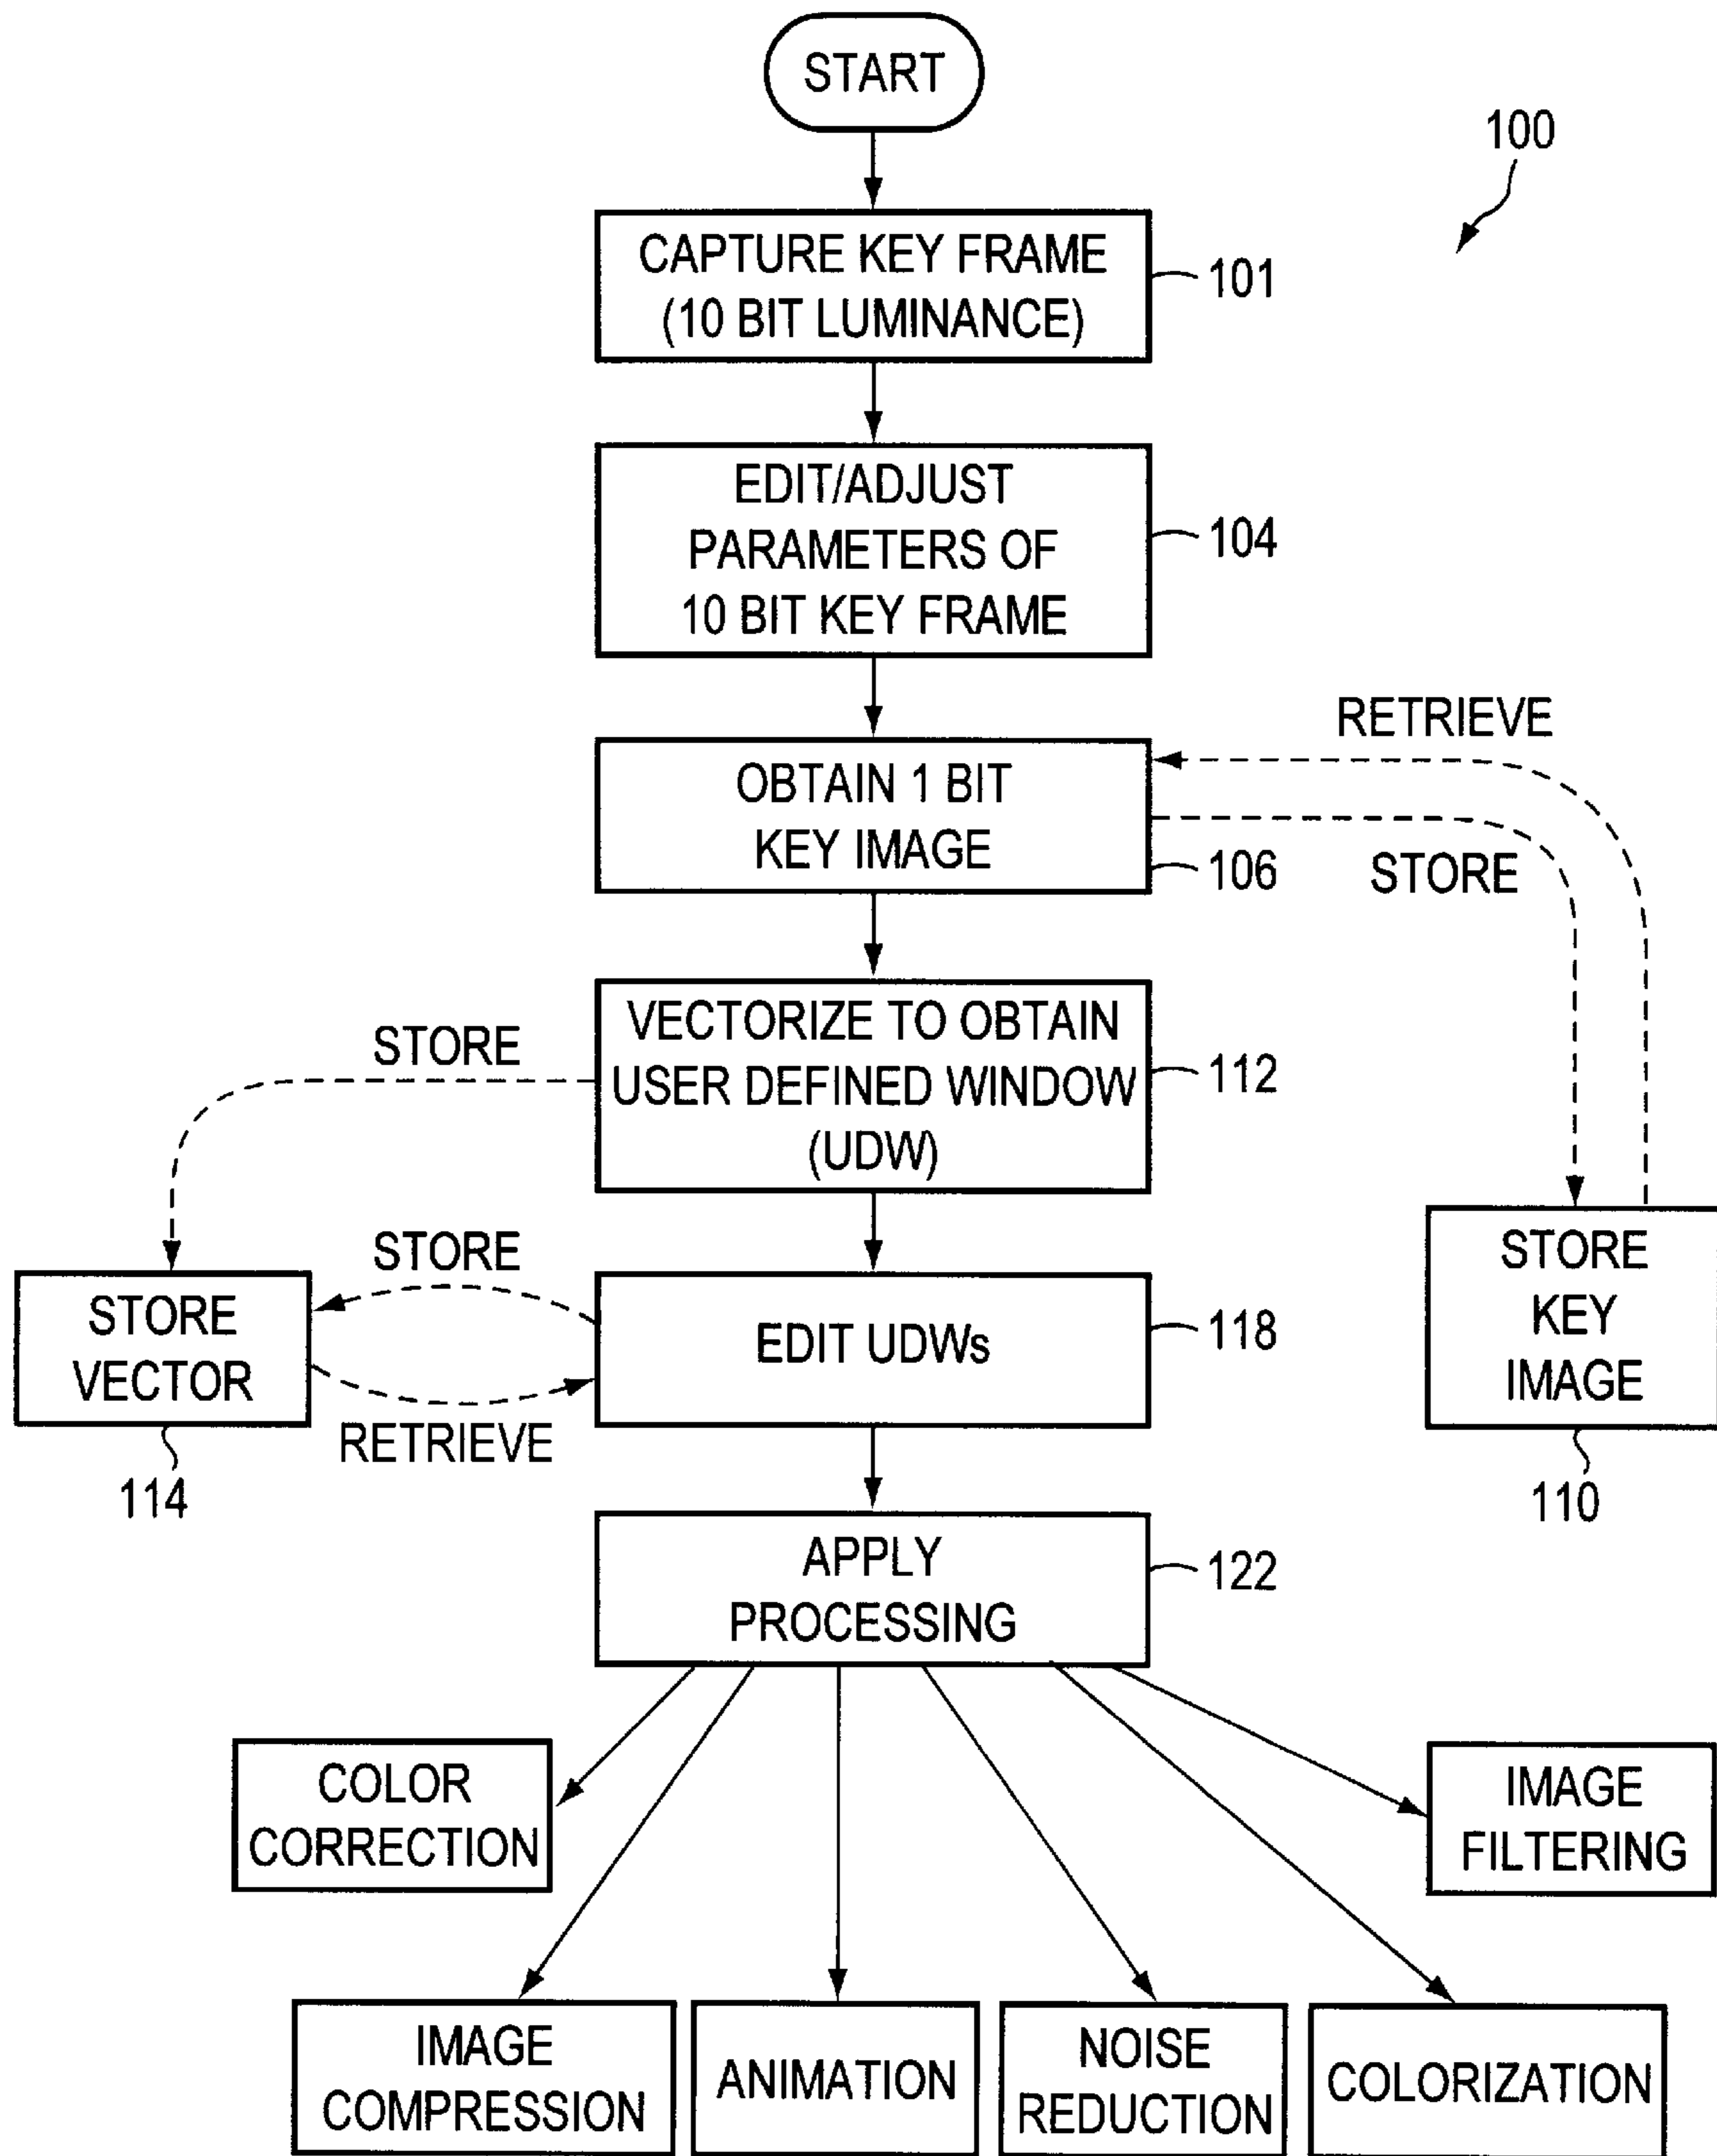 START
100
CAPTURE KEY FRAME
(10 BIT LUMINANCE)
101
EDIT/ADJUST
PARAMETERS OF
10 BIT KEY FRAME
104
RETRIEVE
OBTAIN 1 BIT
KEY IMAGE
106
STORE
VECTORIZE TO OBTAIN
USER DEFINED WINDOW
(UDW)
112
STORE
STORE
VECTOR
114
STORE
RETRIEVE
EDIT UDWs
118
STORE
KEY
IMAGE
110
APPLY
PROCESSING
122
COLOR
CORRECTION
IMAGE
FILTERING
IMAGE
COMPRESSION
ANIMATION
NOISE
REDUCTION
COLORIZATION